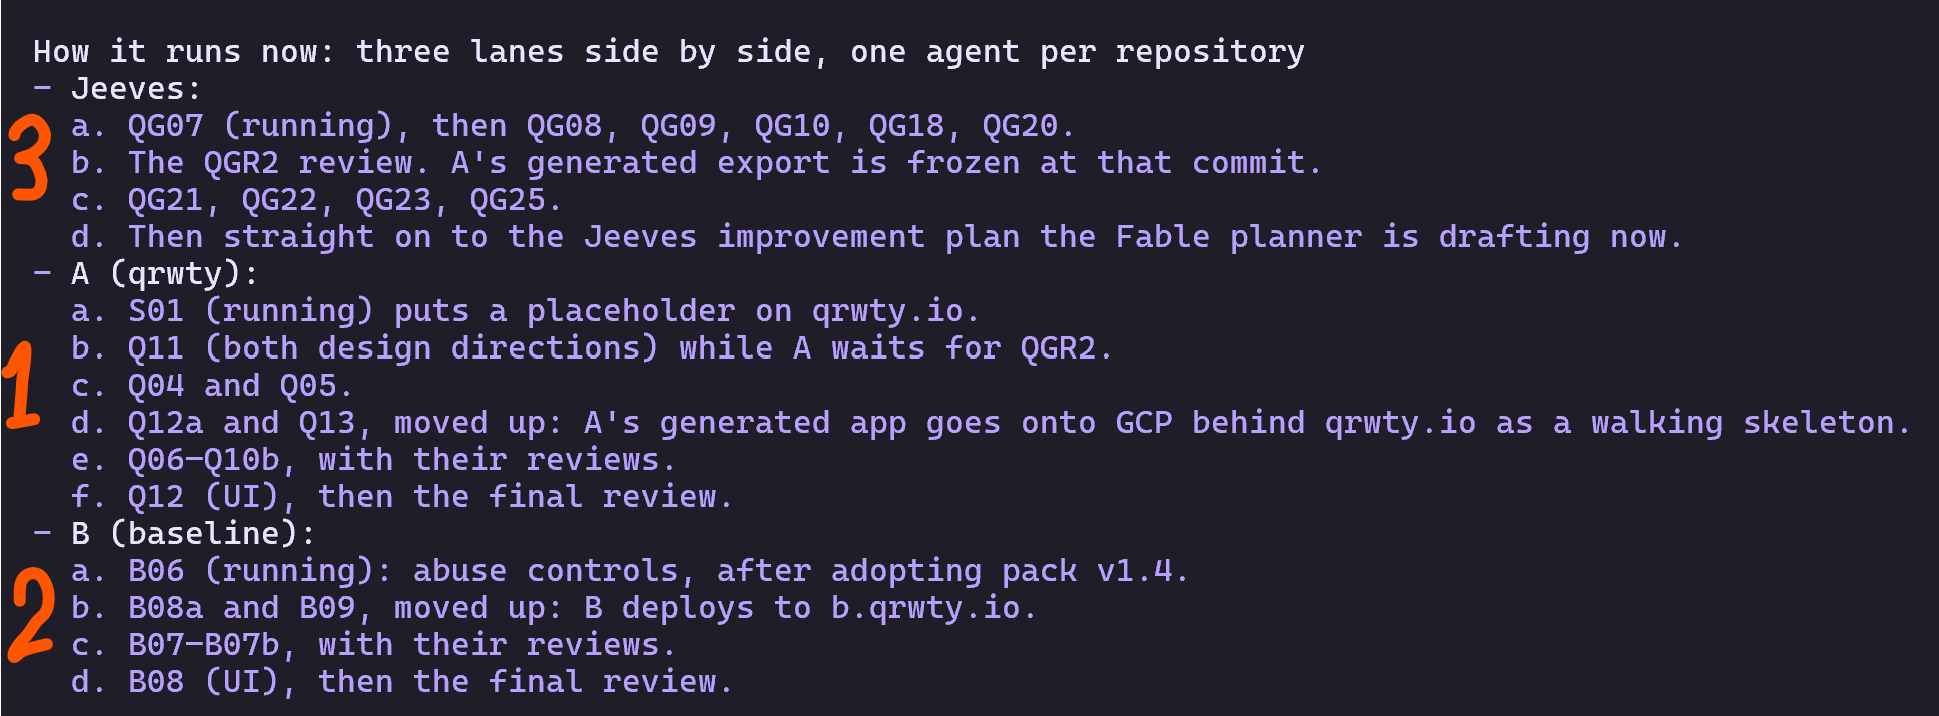 How it runs now: three lanes side by side, one agent per repository
- Jeeves:
3
a. QG07 (running), then QG08, QG09, QG10, QG18, QG20.
b. The QGR2 review. A's generated export is frozen at that commit.
c. QG21, QG22, QG23, QG25.
d. Then straight on to the Jeeves improvement plan the Fable planner is drafting now.
- A (qrwty):
1
a. S01 (running) puts a placeholder on qrwty.io.
b. Q11 (both design directions) while A waits for QGR2.
c. Q04 and Q05.
d. Q12a and Q13, moved up: A's generated app goes onto GCP behind qrwty.io as a walking skeleton.
e. Q06–Q10b, with their reviews.
f. Q12 (UI), then the final review.
- B (baseline):
2
a. B06 (running): abuse controls, after adopting pack v1.4.
b. B08a and B09, moved up: B deploys to b.qrwty.io.
c. B07–B07b, with their reviews.
d. B08 (UI), then the final review.